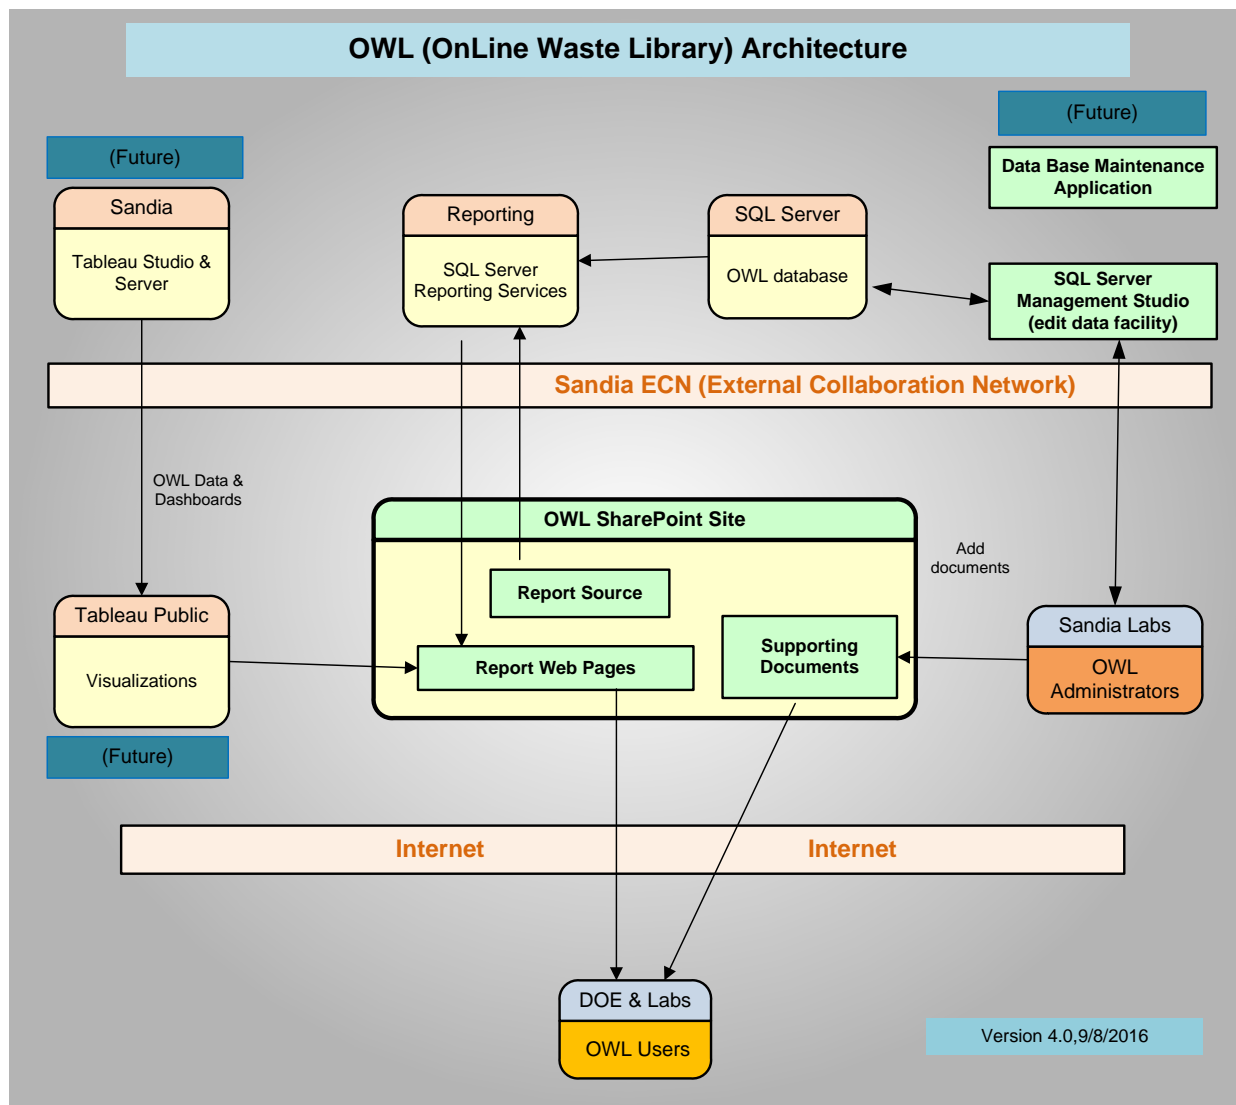 OWL (OnLine Waste Library) Architecture
(Future)
Data Base Maintenance
Application
(Future)
Sandia
Tableau Studio &
Server
Reporting
SQL Server
Reporting Services
SQL Server
OWL database
SQL Server
Management Studio
(edit data facility)
Sandia ECN (External Collaboration Network)
OWL Data &
Dashboards
OWL SharePoint Site
Report Source
Report Web Pages
Supporting
Documents
Add
documents
Tableau Public
Visualizations
(Future)
Sandia Labs
OWL
Administrators
Internet
Internet
DOE & Labs
OWL Users
Version 4.0,9/8/2016